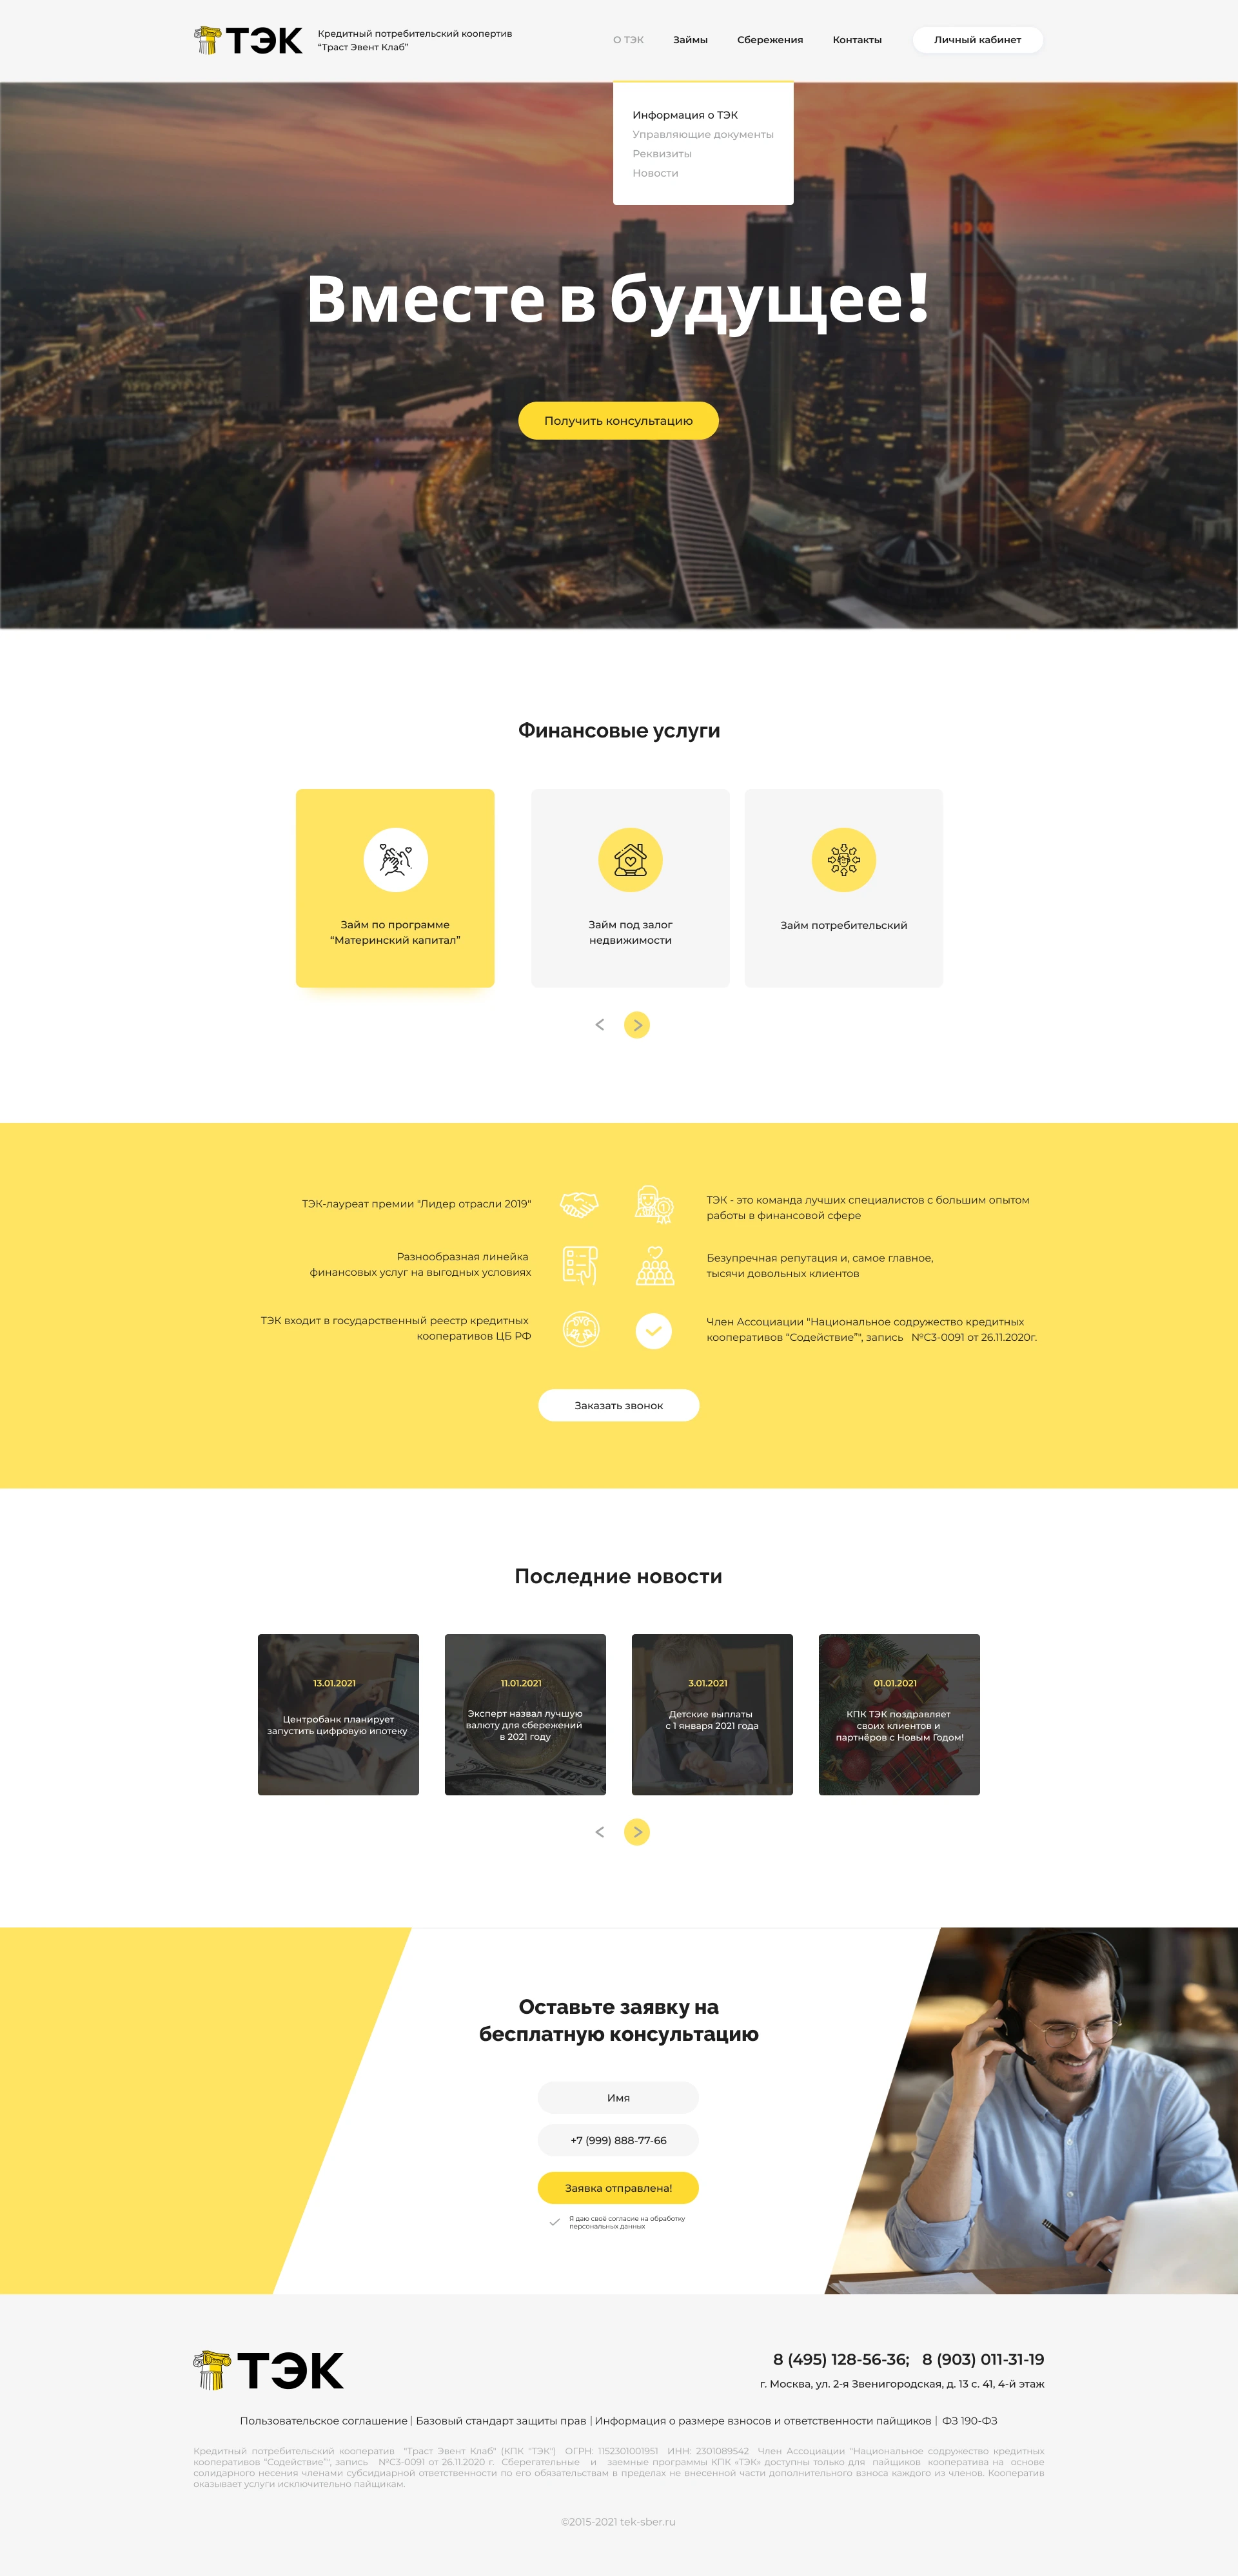 ТЭК
Кредитный потребительский коопертив
“Траст Эвент Клаб”
О ТЭК
Займы
Сбережения
Контакты
Личный кабинет
Информация о ТЭК
Управляющие документы
Реквизиты
Новости
Вместе в будущее!
Получить консультацию
Финансовые услуги
Займ по программе
“Материнский капитал”
Займ под залог
недвижимости
Займ потребительский
ТЭК-лауреат премии "Лидер отрасли 2019"
ТЭК - это команда лучших специалистов с большим опытом
работы в финансовой сфере
Разнообразная линейка
финансовых услуг на выгодных условиях
Безупречная репутация и, самое главное,
тысячи довольных клиентов
ТЭК входит в государственный реестр кредитных
кооперативов ЦБ РФ
Член Ассоциации "Национальное содружество кредитных
кооперативов “Содействие”", запись №С3-0091 от 26.11.2020г.
Заказать звонок
Последние новости
13.01.2021
Центробанк планирует
запустить цифровую ипотеку
11.01.2021
Эксперт назвал лучшую
валюту для сбережений
в 2021 году
3.01.2021
Детские выплаты
с 1 января 2021 года
01.01.2021
КПК ТЭК поздравляет
своих клиентов и
партнёров с Новым Годом!
Оставьте заявку на
бесплатную консультацию
Имя
+7 (999) 888-77-66
Заявка отправлена!
Я даю своё согласие на обработку
персональных данных
ТЭК
8 (495) 128-56-36; 8 (903) 011-31-19
г. Москва, ул. 2-я Звенигородская, д. 13 с. 41, 4-й этаж
Пользовательское соглашение | Базовый стандарт защиты прав | Информация о размере взносов и ответственности пайщиков | ФЗ 190-ФЗ
Кредитный потребительский кооператив "Траст Эвент Клаб" (КПК "ТЭК") ОГРН: 1152301001951 ИНН: 2301089542 Член Ассоциации "Национальное содружество кредитных
кооперативов “Содействие”", запись №С3-0091 от 26.11.2020 г. Сберегательные и заемные программы КПК «ТЭК» доступны только для пайщиков кооператива на основе
солидарного несения членами субсидиарной ответственности по его обязательствам в пределах не внесенной части дополнительного взноса каждого из членов. Кооператив
оказывает услуги исключительно пайщикам.
©2015-2021 tek-sber.ru